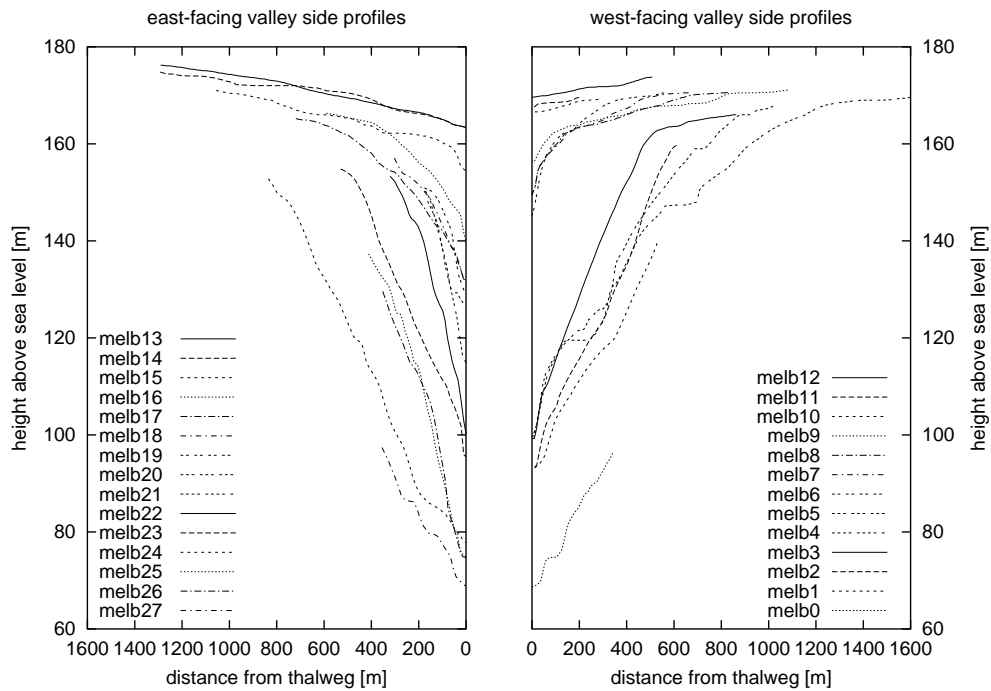 east-facing valley side profiles
west-facing valley side profiles
180
160
140
120
100
80
60
height above sea level [m]
melb13
melb14
melb15
melb16
melb17
melb18
melb19
melb20
melb21
melb22
melb23
melb24
melb25
melb26
melb27
1600 1400 1200 1000 800 600 400 200 0
distance from thalweg [m]
melb12
melb11
melb10
melb9
melb8
melb7
melb6
melb5
melb4
melb3
melb2
melb1
melb0
0 200 400 600 800 1000 1200 1400 1600
distance from thalweg [m]
180
160
140
120
100
80
60
height above sea level [m]